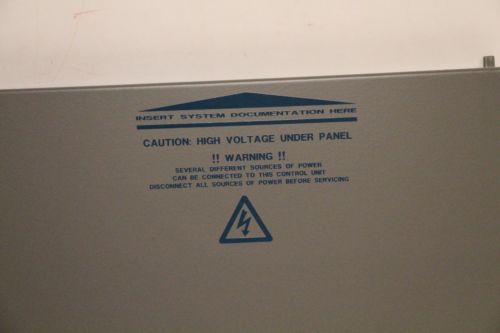 INSERT SYSTEM DOCUMENTATION HERE
CAUTION: HIGH VOLTAGE UNDER PANEL
!! WARNING !!
SEVERAL DIFFERENT SOURCES OF POWER
CAN BE CONNECTED TO THIS CONTROL UNIT
DISCONNECT ALL SOURCES OF POWER BEFORE SERVICING